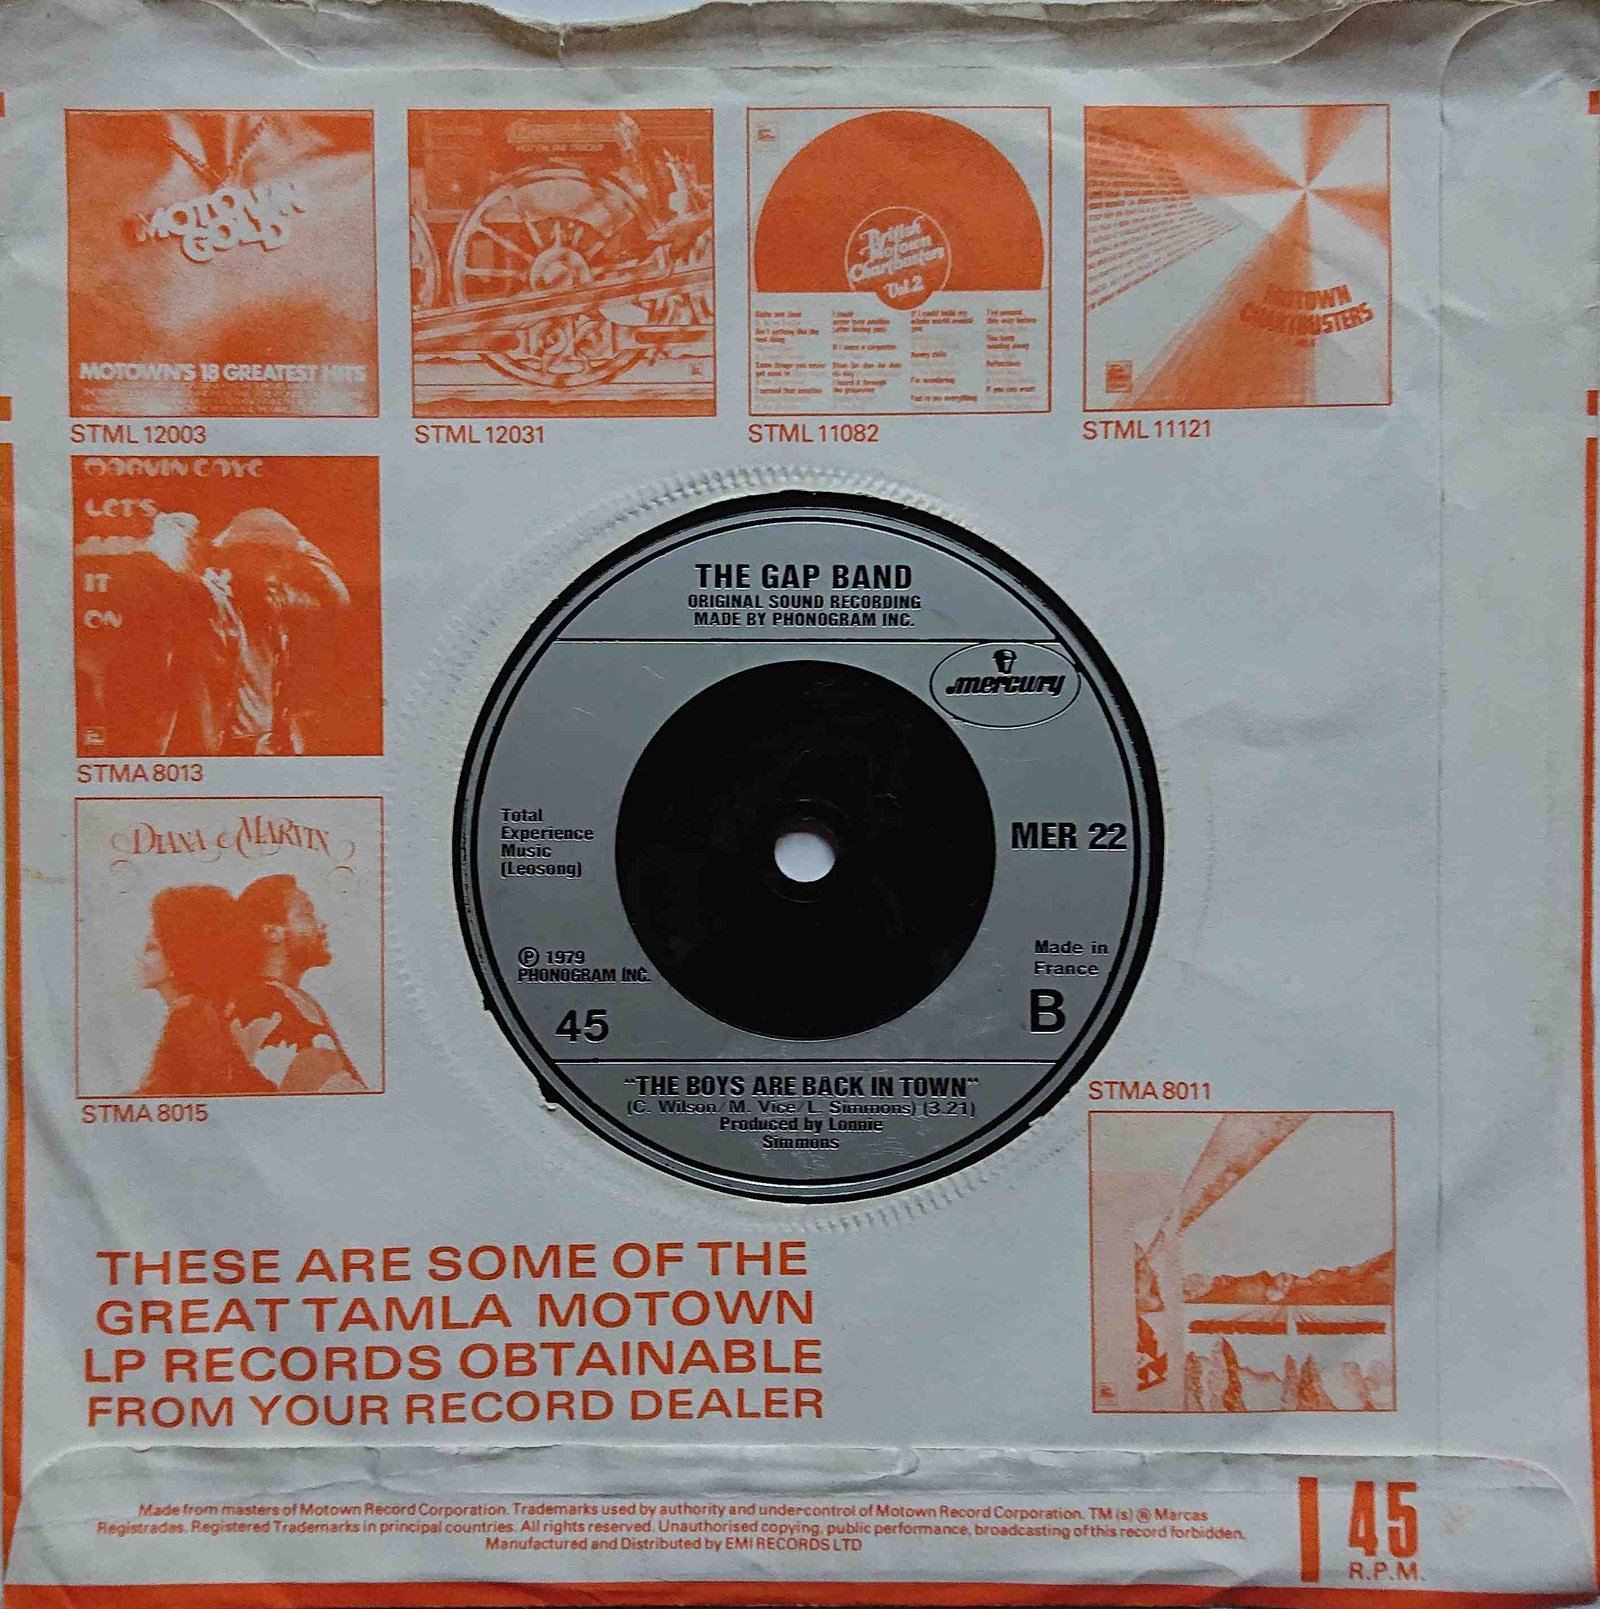 MOTOWN
GOLD
MOTOWN'S 18 GREATEST HITS
STML 12003
HOT ON THE TRACKS
STML 12031
British
Motown
Chartbusters
Vol. 2
STML 11082
MOTOWN
CHARTBUSTERS
STML 11121
MARVIN GAYE
LET'S
IT
ON
STMA 8013
DIANA & MARVIN
STMA 8015
THE GAP BAND
ORIGINAL SOUND RECORDING
MADE BY PHONOGRAM INC.
mercury
Total
Experience
Music
(Leosong)
MER 22
℗ 1979
PHONOGRAM INC.
45
Made in
France
B
"THE BOYS ARE BACK IN TOWN"
(C. Wilson/M. Vice/L. Simmons) (3.21)
Produced by Lonnie
Simmons
STMA 8011
THESE ARE SOME OF THE
GREAT TAMLA MOTOWN
LP RECORDS OBTAINABLE
FROM YOUR RECORD DEALER
Made from masters of Motown Record Corporation. Trademarks used by authority and under control of Motown Record Corporation. TM (s) ® Marcas
Registradas. Registered Trademarks in principal countries. All rights reserved. Unauthorised copying, public performance, broadcasting of this record forbidden.
Manufactured and Distributed by EMI RECORDS LTD
45
R.P.M.